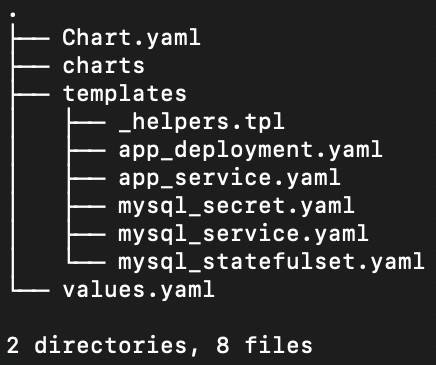 .
├── Chart.yaml
├── charts
├── templates
│   ├── _helpers.tpl
│   ├── app_deployment.yaml
│   ├── app_service.yaml
│   ├── mysql_secret.yaml
│   ├── mysql_service.yaml
│   └── mysql_statefulset.yaml
└── values.yaml

2 directories, 8 files